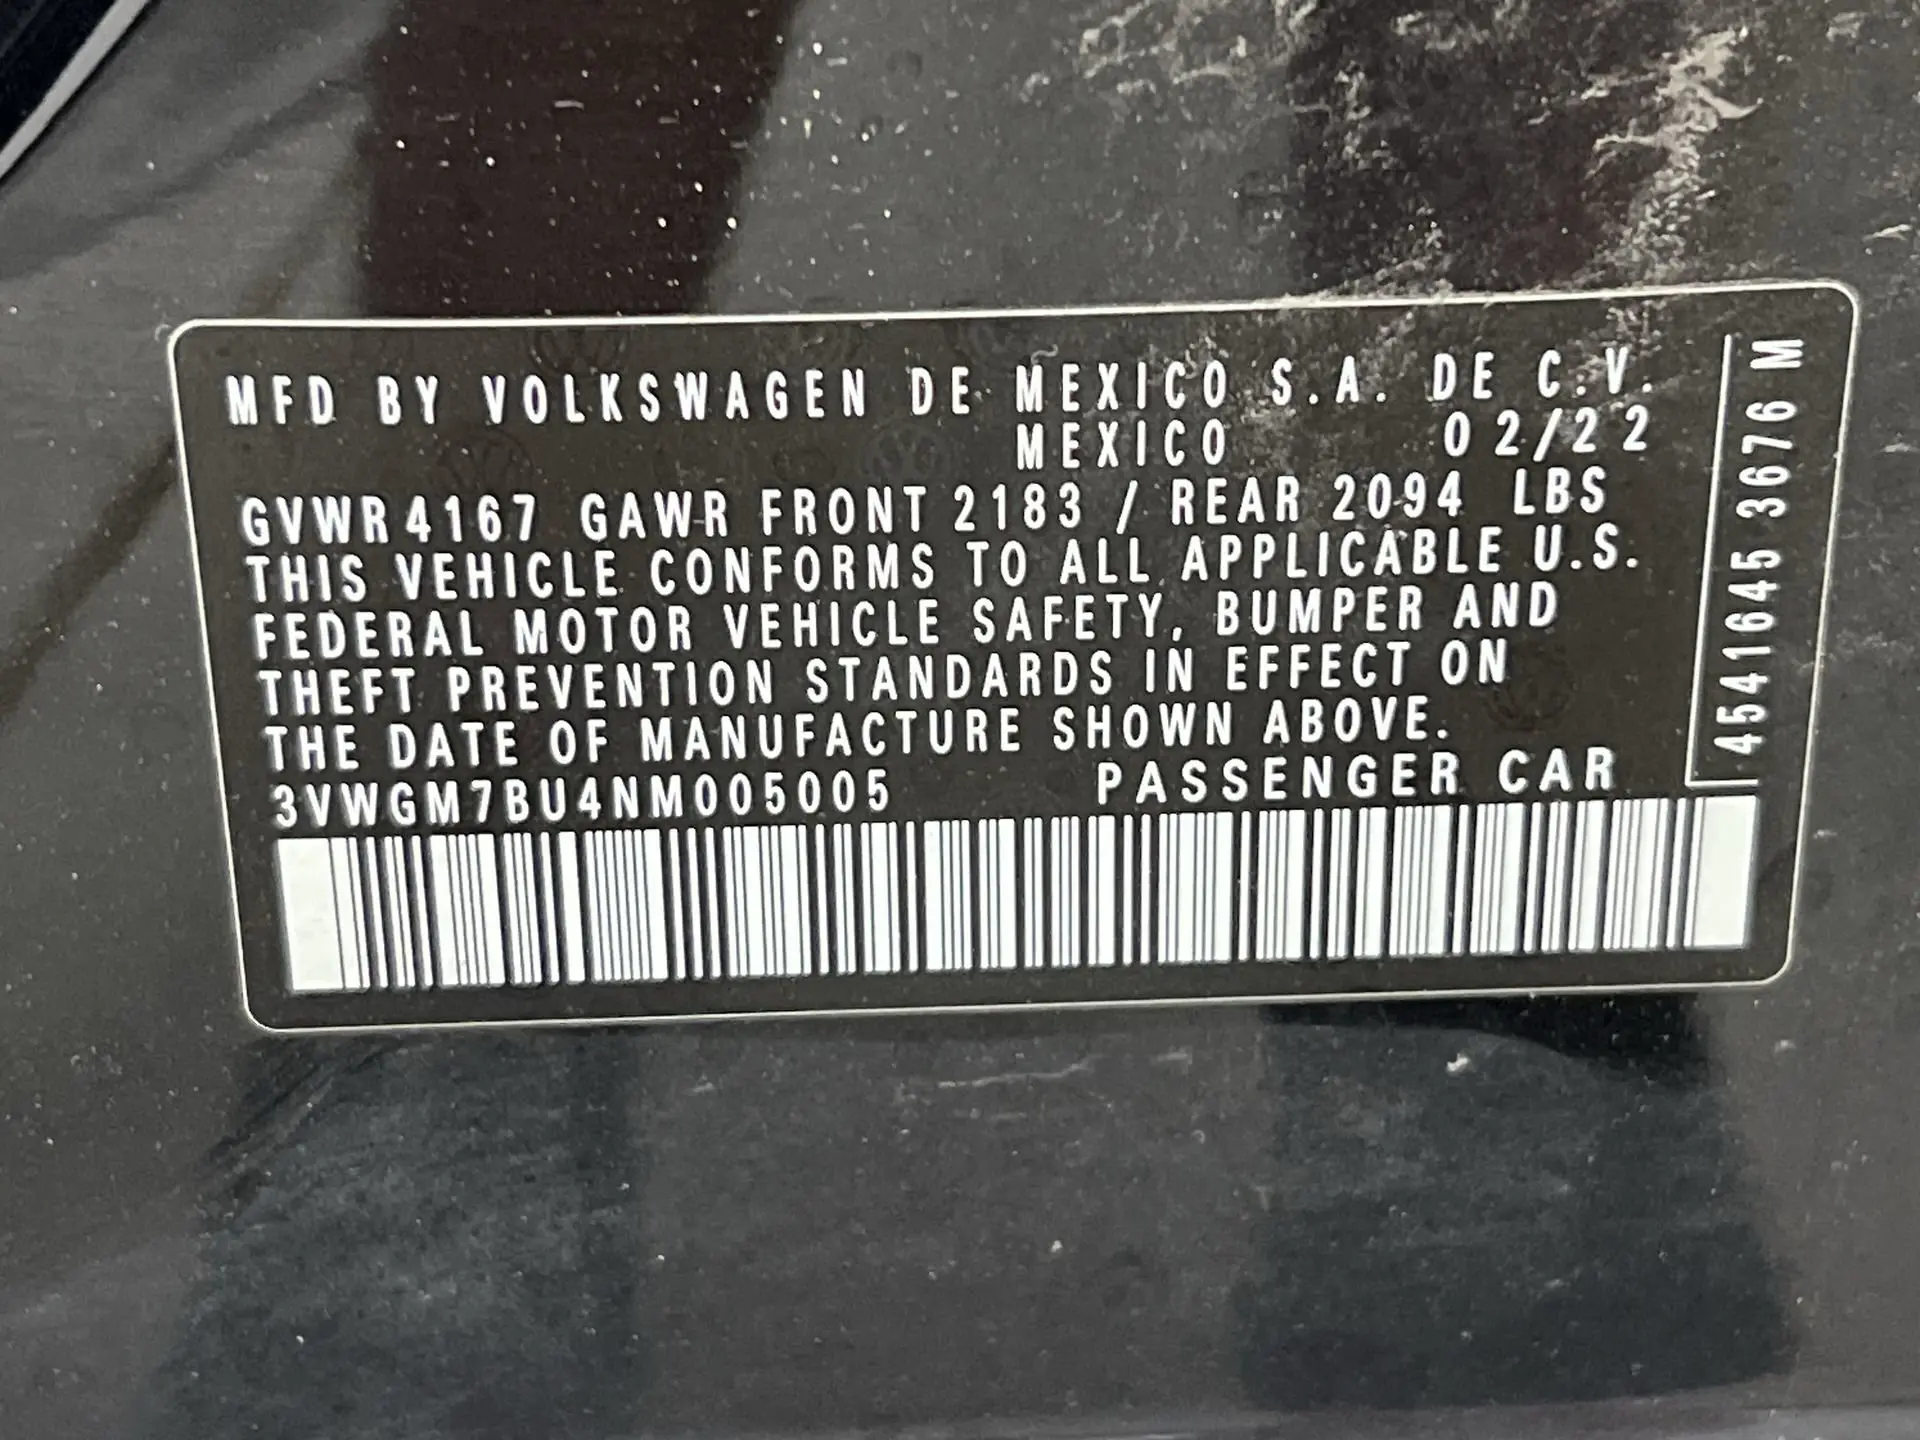 MFD BY VOLKSWAGEN DE MEXICO S.A. DE C.V.
MEXICO 02/22
GVWR 4167 GAWR FRONT 2183 / REAR 2094 LBS
THIS VEHICLE CONFORMS TO ALL APPLICABLE U.S.
FEDERAL MOTOR VEHICLE SAFETY, BUMPER AND
THEFT PREVENTION STANDARDS IN EFFECT ON
THE DATE OF MANUFACTURE SHOWN ABOVE.
3VWGM7BU4NM005005 PASSENGER CAR
4541645 3676 M